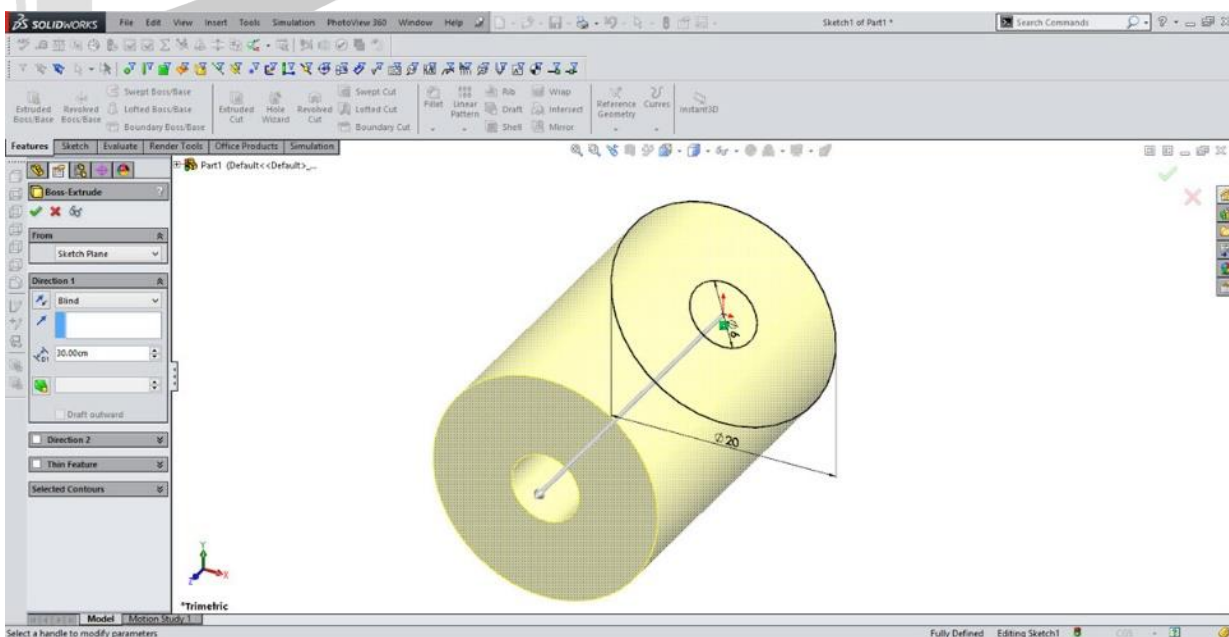 SOLIDWORKS File Edit View Insert Tools Simulation PhotoView 360 Window Help Sketch1 of Part1 * Search Commands
Extruded Boss/Base
Revolved Boss/Base
Swept Boss/Base
Lofted Boss/Base
Boundary Boss/Base
Extruded Cut
Hole Wizard
Revolved Cut
Swept Cut
Lofted Cut
Boundary Cut
Fillet
Linear Pattern
Rib
Draft
Shell
Wrap
Intersect
Mirror
Reference Geometry
Curves
Instant3D
Features Sketch Evaluate Render Tools Office Products Simulation
Part1 (Default<<Default>_...
Boss-Extrude ?
From
Sketch Plane
Direction 1
Blind
30.00cm
Draft outward
Direction 2
Thin Feature
Selected Contours
Ø6
Ø20
Y
X
Z
*Trimetric
Model Motion Study 1
Select a handle to modify parameters Fully Defined Editing Sketch1 CGS